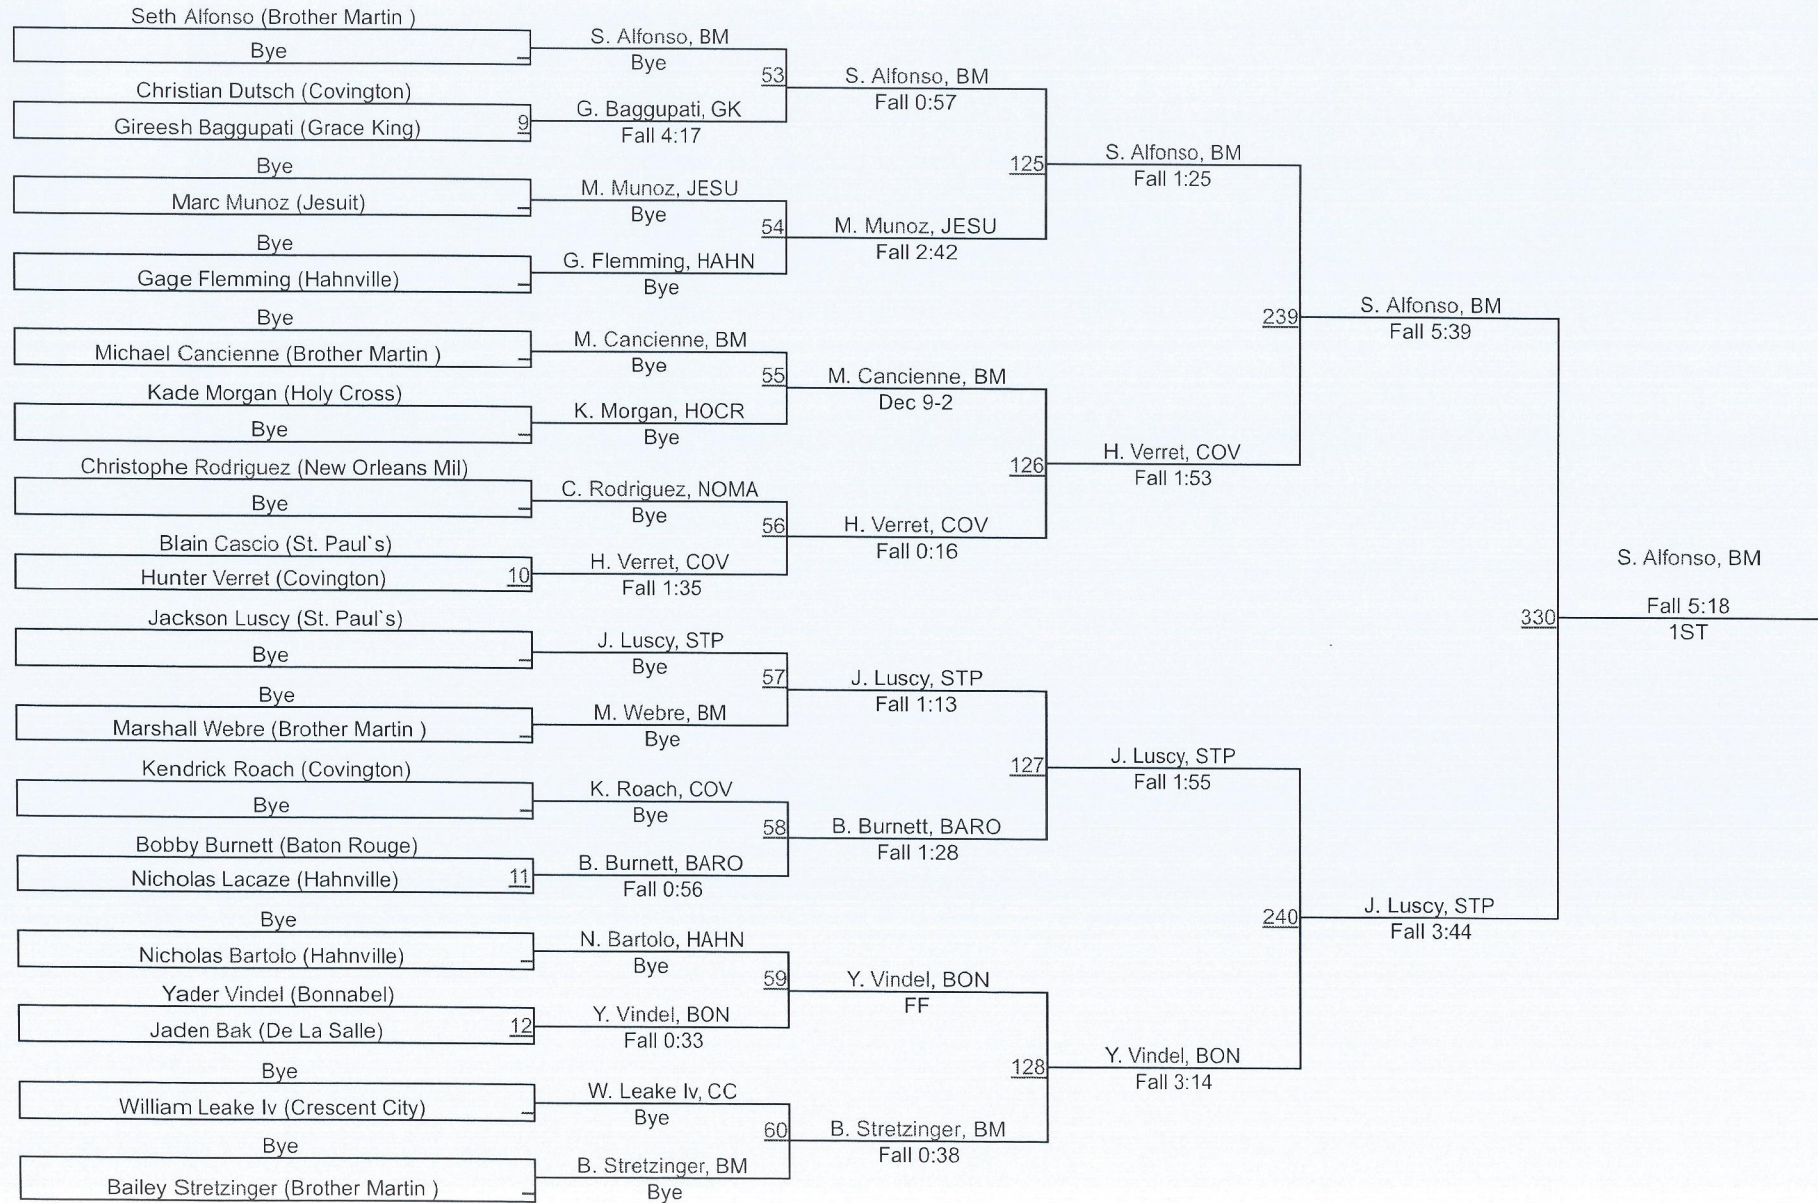 Seth Alfonso (Brother Martin )
Bye
Christian Dutsch (Covington)
Gireesh Baggupati (Grace King)
9
Bye
Marc Munoz (Jesuit)
Bye
Gage Flemming (Hahnville)
Bye
Michael Cancienne (Brother Martin )
Kade Morgan (Holy Cross)
Bye
Christophe Rodriguez (New Orleans Mil)
Bye
Blain Cascio (St. Paul`s)
Hunter Verret (Covington)
10
Jackson Luscy (St. Paul`s)
Bye
Bye
Marshall Webre (Brother Martin )
Kendrick Roach (Covington)
Bye
Bobby Burnett (Baton Rouge)
Nicholas Lacaze (Hahnville)
11
Bye
Nicholas Bartolo (Hahnville)
Yader Vindel (Bonnabel)
Jaden Bak (De La Salle)
12
Bye
William Leake Iv (Crescent City)
Bye
Bailey Stretzinger (Brother Martin )
S. Alfonso, BM
Bye
53
G. Baggupati, GK
Fall 4:17
M. Munoz, JESU
Bye
54
G. Flemming, HAHN
Bye
M. Cancienne, BM
Bye
55
K. Morgan, HOCR
Bye
C. Rodriguez, NOMA
Bye
56
H. Verret, COV
Fall 1:35
J. Luscy, STP
Bye
57
M. Webre, BM
Bye
K. Roach, COV
Bye
58
B. Burnett, BARO
Fall 0:56
N. Bartolo, HAHN
Bye
59
Y. Vindel, BON
Fall 0:33
W. Leake Iv, CC
Bye
60
B. Stretzinger, BM
Bye
S. Alfonso, BM
Fall 0:57
125
M. Munoz, JESU
Fall 2:42
M. Cancienne, BM
Dec 9-2
126
H. Verret, COV
Fall 0:16
J. Luscy, STP
Fall 1:13
127
B. Burnett, BARO
Fall 1:28
Y. Vindel, BON
FF
128
B. Stretzinger, BM
Fall 0:38
S. Alfonso, BM
Fall 1:25
239
H. Verret, COV
Fall 1:53
J. Luscy, STP
Fall 1:55
240
Y. Vindel, BON
Fall 3:14
S. Alfonso, BM
Fall 5:39
330
J. Luscy, STP
Fall 3:44
S. Alfonso, BM
Fall 5:18
1ST